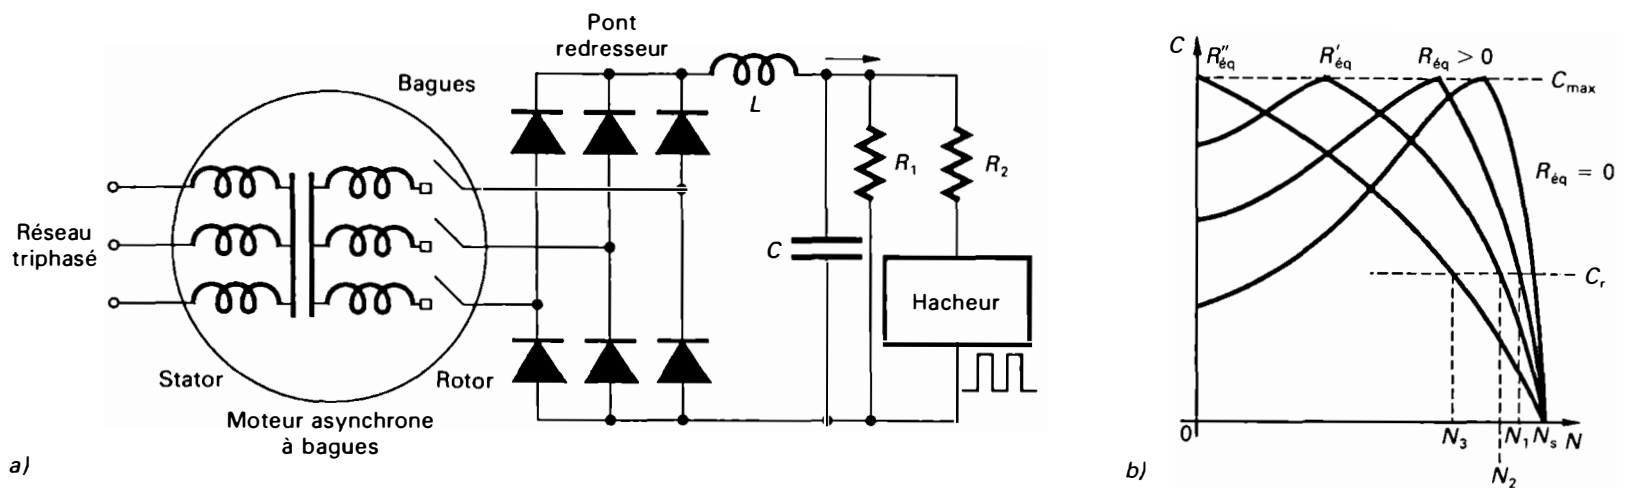 Pont
redresseur
Bagues
L
Réseau
triphasé
C
R₁
R₂
Hacheur
Stator
Rotor
Moteur asynchrone
à bagues
a)
C
R″éq
R′éq
Réq > 0
Cmax
Réq = 0
Cr
0
N₃
N₁
Ns
N
N₂
b)